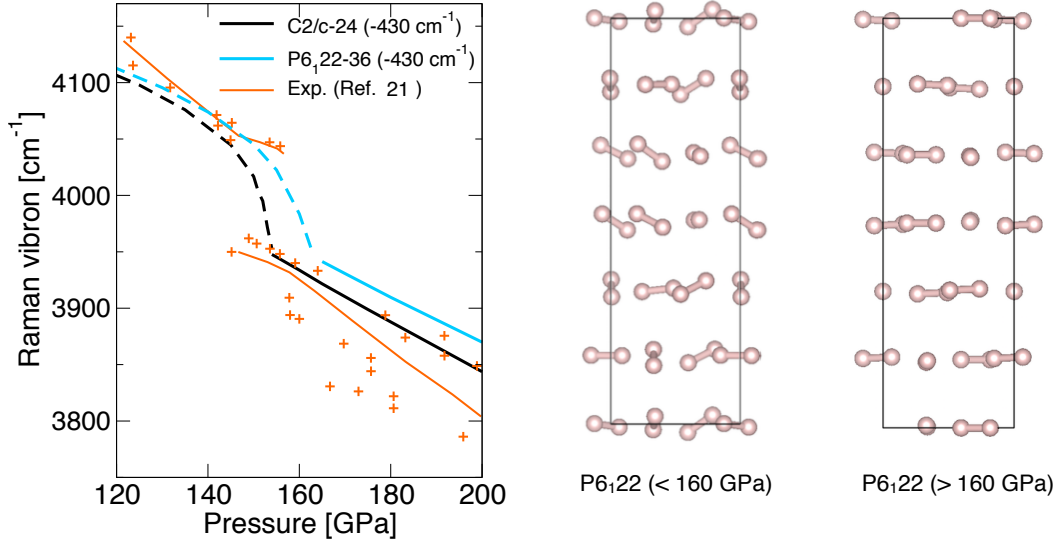 Raman vibron [cm⁻¹]
4100
4000
3900
3800
120
140
160
180
200
Pressure [GPa]
C2/c-24 (-430 cm⁻¹)
P6₁22-36 (-430 cm⁻¹)
Exp. (Ref. 21 )
P6₁22 (< 160 GPa)
P6₁22 (> 160 GPa)